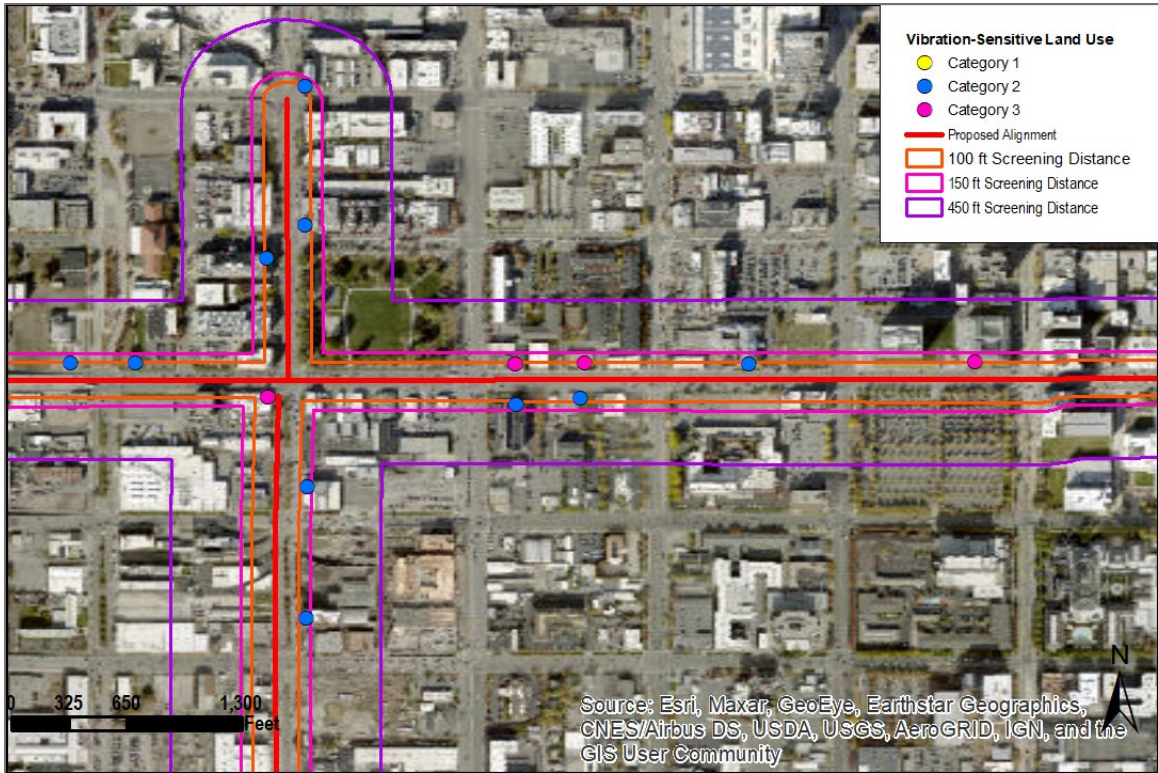 Vibration-Sensitive Land Use
Category 1
Category 2
Category 3
Proposed Alignment
100 ft Screening Distance
150 ft Screening Distance
450 ft Screening Distance
N
0 325 650 1,300
Feet
Source: Esri, Maxar, GeoEye, Earthstar Geographics,
CNES/Airbus DS, USDA, USGS, AeroGRID, IGN, and the
GIS User Community